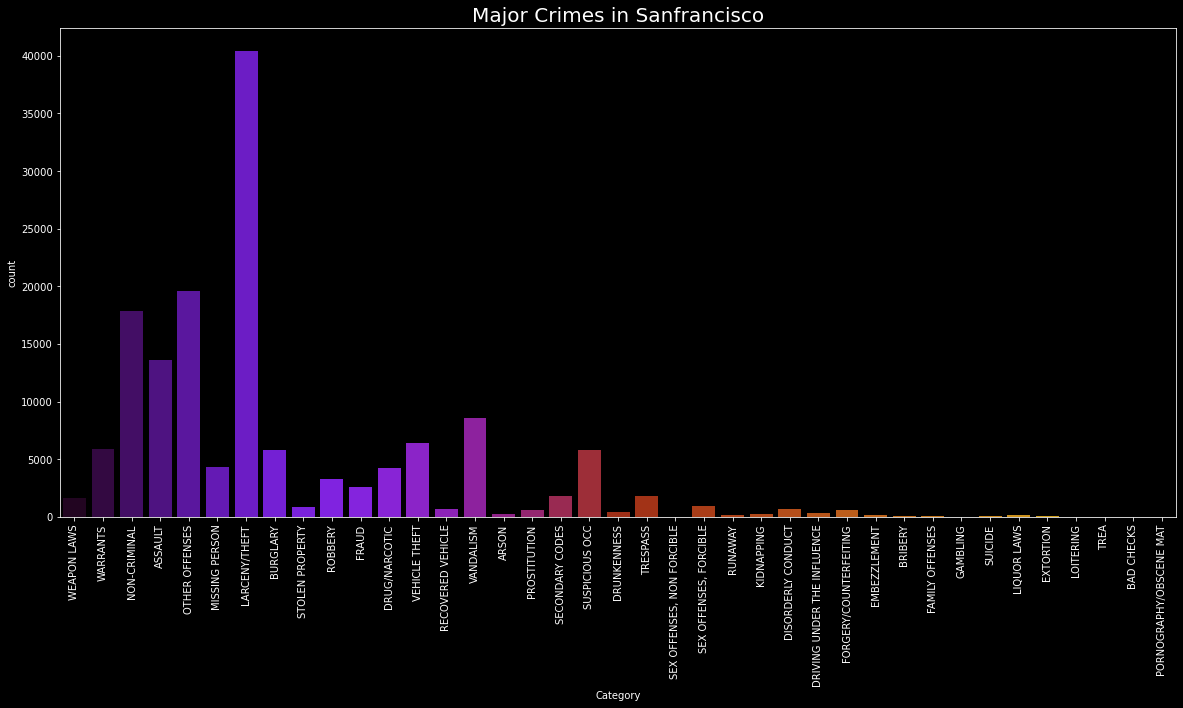 Major Crimes in Sanfrancisco
count
40000
35000
30000
25000
20000
15000
10000
5000
0
WEAPON LAWS
WARRANTS
NON-CRIMINAL
ASSAULT
OTHER OFFENSES
MISSING PERSON
LARCENY/THEFT
BURGLARY
STOLEN PROPERTY
ROBBERY
FRAUD
DRUG/NARCOTIC
VEHICLE THEFT
RECOVERED VEHICLE
VANDALISM
ARSON
PROSTITUTION
SECONDARY CODES
SUSPICIOUS OCC
DRUNKENNESS
TRESPASS
SEX OFFENSES, NON FORCIBLE
SEX OFFENSES, FORCIBLE
RUNAWAY
KIDNAPPING
DISORDERLY CONDUCT
DRIVING UNDER THE INFLUENCE
FORGERY/COUNTERFEITING
EMBEZZLEMENT
BRIBERY
FAMILY OFFENSES
GAMBLING
SUICIDE
LIQUOR LAWS
EXTORTION
LOITERING
TREA
BAD CHECKS
PORNOGRAPHY/OBSCENE MAT
Category